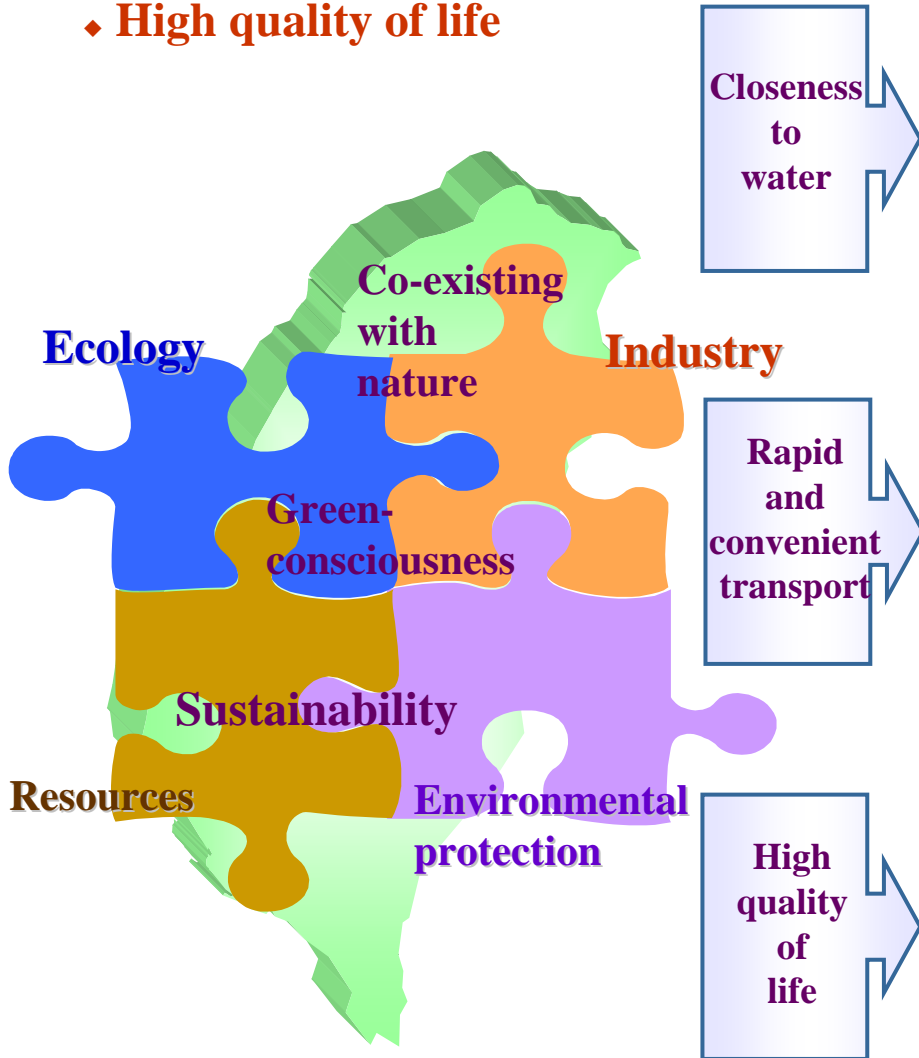 ◆ High quality of life
Closeness
to
water
Co-existing
with
nature
Ecology
Industry
Rapid
and
convenient
transport
Green-
consciousness
Sustainability
Resources
Environmental
protection
High
quality
of
life